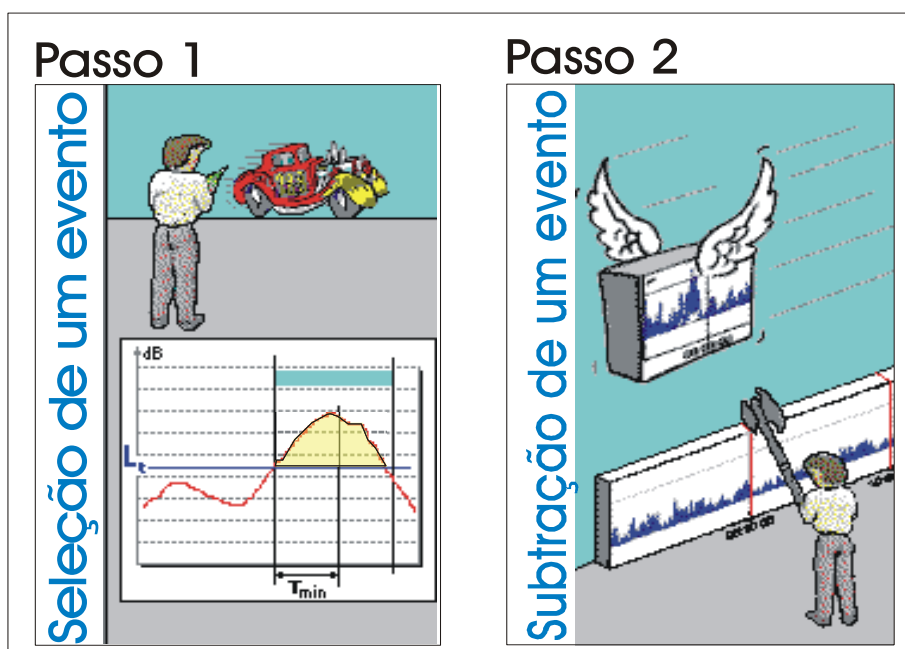 Passo 1
Seleção de um evento
dB
Lt
Tmin
Passo 2
Subtração de um evento